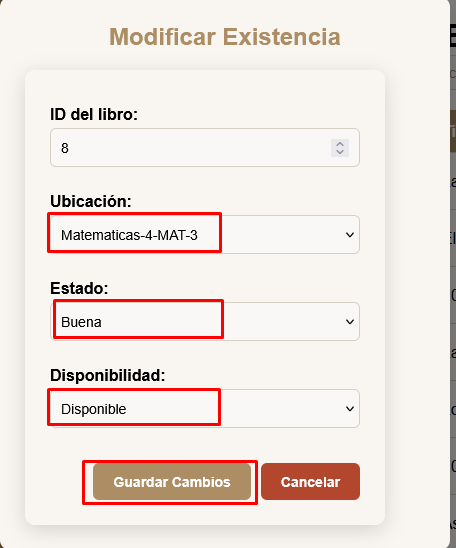 Modificar Existencia
ID del libro:
8
Ubicación:
Matematicas-4-MAT-3
Estado:
Buena
Disponibilidad:
Disponible
Guardar Cambios
Cancelar